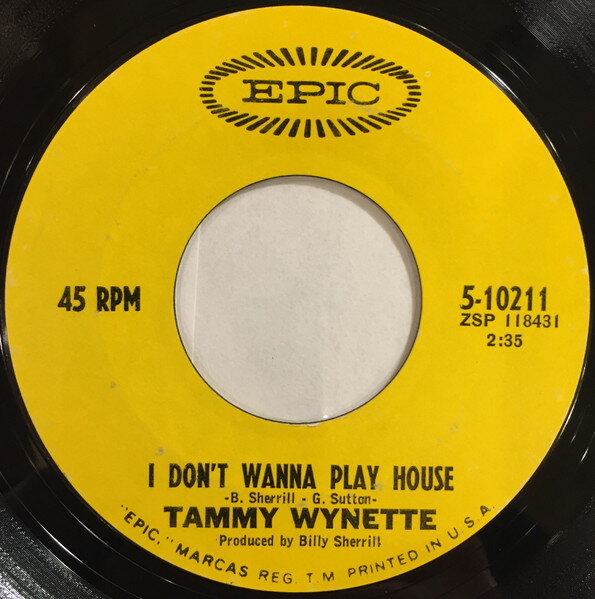 EPIC
45 RPM
5-10211
ZSP 118431
2:35
I DON'T WANNA PLAY HOUSE
-B. Sherrill - G. Sutton-
TAMMY WYNETTE
Produced by Billy Sherrill
"EPIC," MARCAS REG. T.M. PRINTED IN U.S.A.